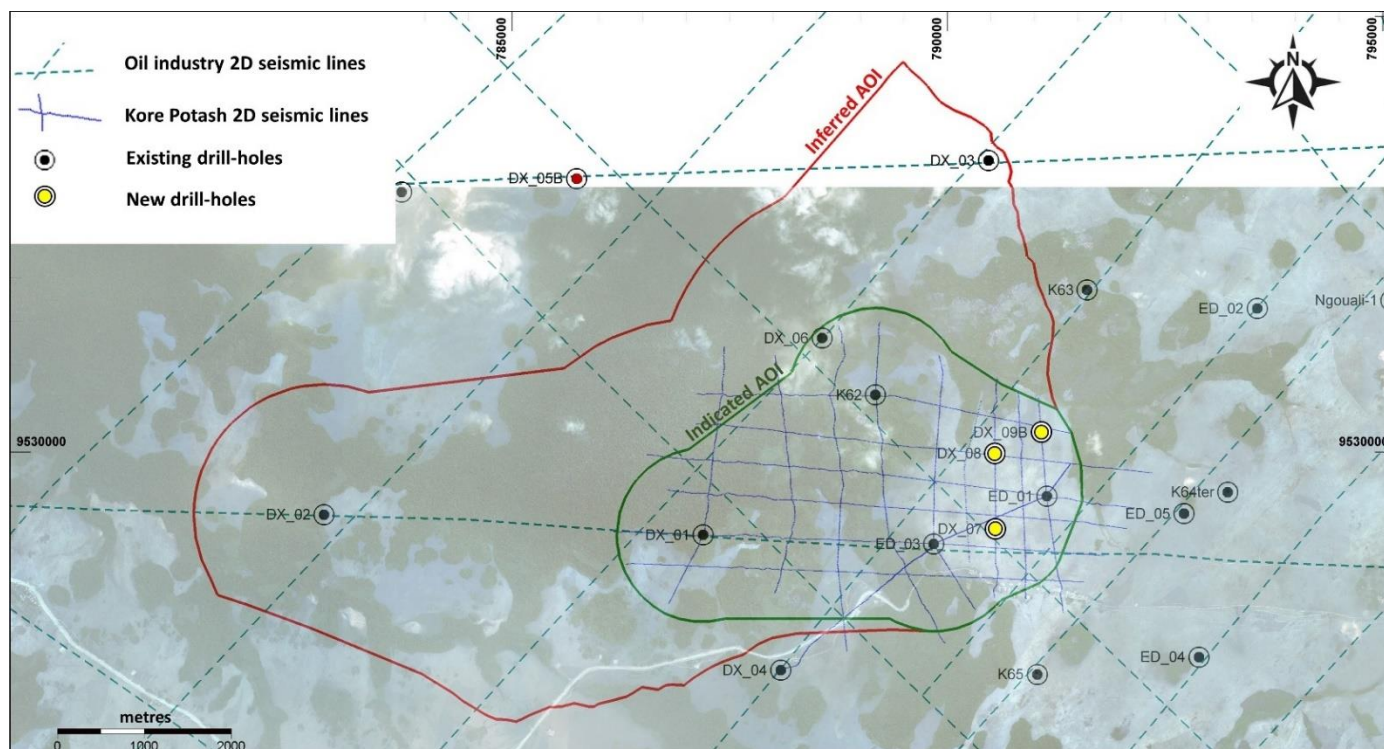 785000
790000
795000
N
Oil industry 2D seismic lines
Kore Potash 2D seismic lines
Existing drill-holes
New drill-holes
Inferred AOI
DX_03
DX_05B
K63
ED_02
Ngouali-1
DX_06
Indicated AOI
K62
DX_09B
9530000
DX_08
9530000
ED_01
K64ter
ED_05
DX_02
DX_01
ED_03
DX_07
DX_04
K65
ED_04
metres
0
1000
2000